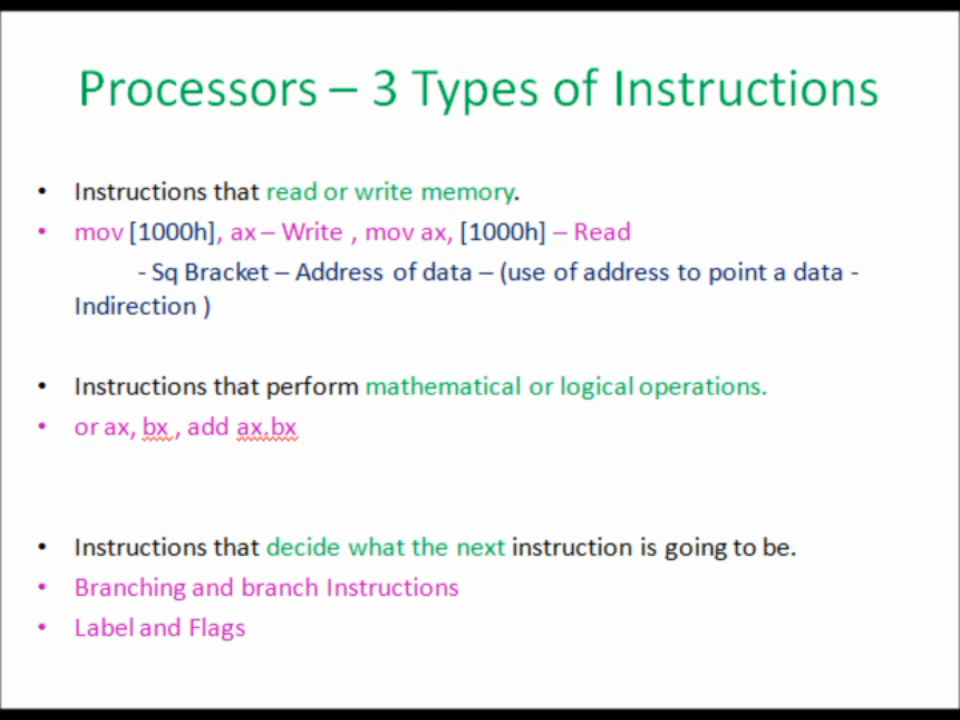 Processors – 3 Types of Instructions
• Instructions that read or write memory.
• mov [1000h], ax – Write , mov ax, [1000h] – Read
- Sq Bracket – Address of data – (use of address to point a data -
Indirection )
• Instructions that perform mathematical or logical operations.
• or ax, bx , add ax,bx
• Instructions that decide what the next instruction is going to be.
• Branching and branch Instructions
• Label and Flags